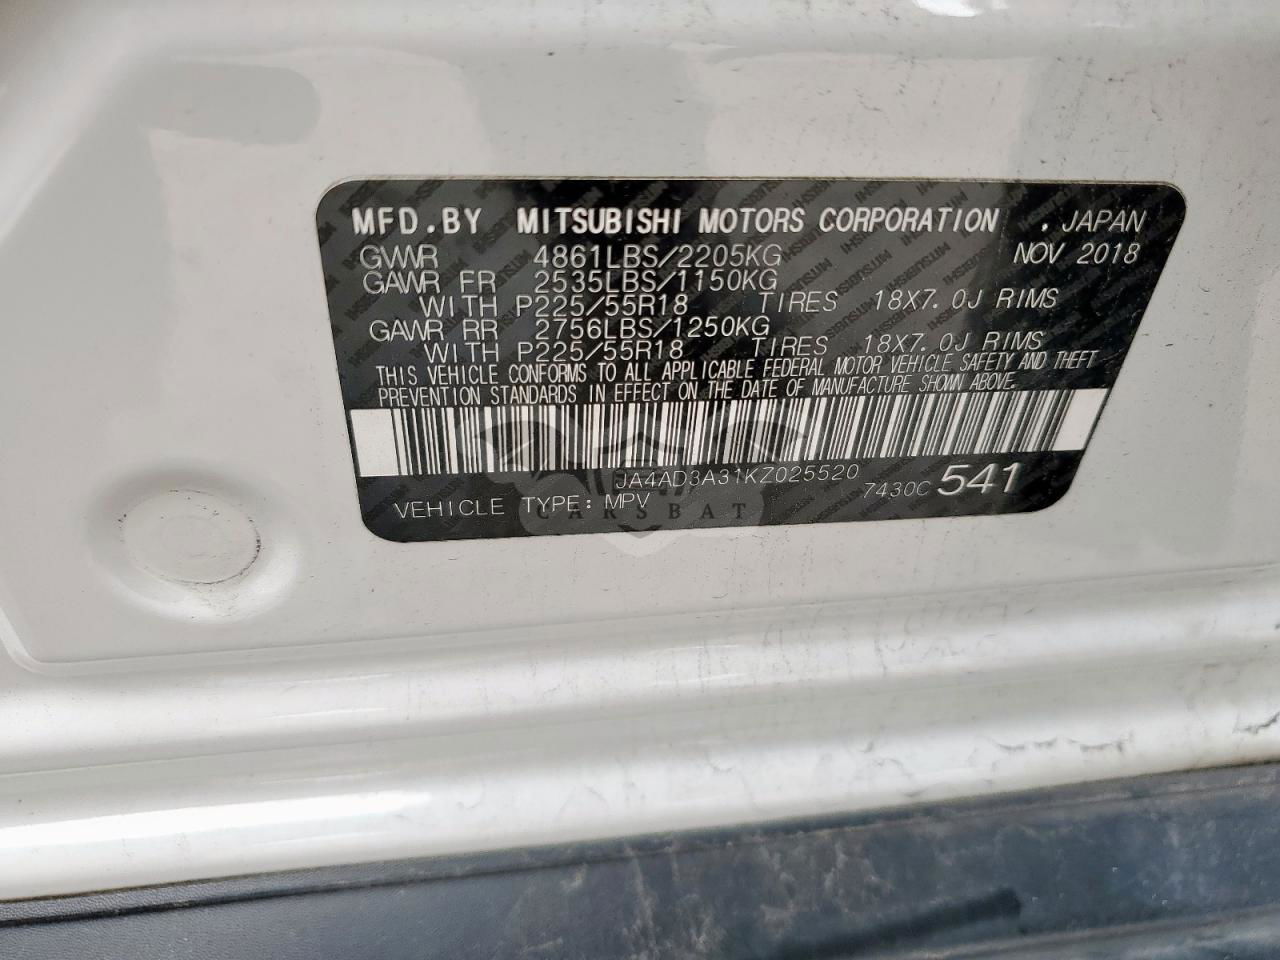 MFD.BY MITSUBISHI MOTORS CORPORATION . JAPAN
GVWR 4861LBS/2205KG NOV 2018
GAWR FR 2535LBS/1150KG
WITH P225/55R18 TIRES 18X7.0J RIMS
GAWR RR 2756LBS/1250KG
WITH P225/55R18 TIRES 18X7.0J RIMS
THIS VEHICLE CONFORMS TO ALL APPLICABLE FEDERAL MOTOR VEHICLE SAFETY AND THEFT
PREVENTION STANDARDS IN EFFECT ON THE DATE OF MANUFACTURE SHOWN ABOVE.
JA4AD3A31KZ025520 7430C 541
VEHICLE TYPE: MPV
CARSBAT